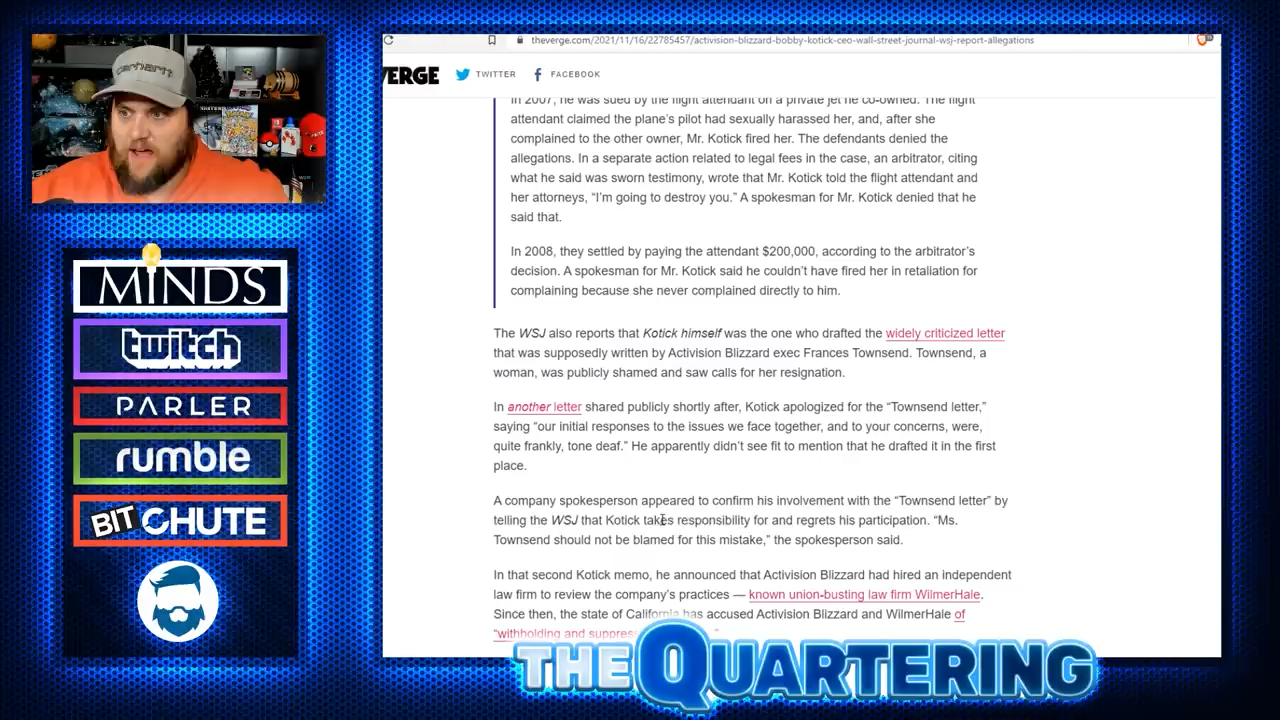 theverge.com/2021/11/16/22785457/activision-blizzard-bobby-kotick-ceo-wall-street-journal-wsj-report-allegations
VERGE TWITTER FACEBOOK
In 2007, he was sued by the flight attendant on a private jet he co-owned. The flight
attendant claimed the plane's pilot had sexually harassed her, and, after she
complained to the other owner, Mr. Kotick fired her. The defendants denied the
allegations. In a separate action related to legal fees in the case, an arbitrator, citing
what he said was sworn testimony, wrote that Mr. Kotick told the flight attendant and
her attorneys, “I'm going to destroy you.” A spokesman for Mr. Kotick denied that he
said that.
In 2008, they settled by paying the attendant $200,000, according to the arbitrator's
decision. A spokesman for Mr. Kotick said he couldn't have fired her in retaliation for
complaining because she never complained directly to him.
The WSJ also reports that Kotick himself was the one who drafted the widely criticized letter
that was supposedly written by Activision Blizzard exec Frances Townsend. Townsend, a
woman, was publicly shamed and saw calls for her resignation.
In another letter shared publicly shortly after, Kotick apologized for the “Townsend letter,”
saying “our initial responses to the issues we face together, and to your concerns, were,
quite frankly, tone deaf.” He apparently didn't see fit to mention that he drafted it in the first
place.
A company spokesperson appeared to confirm his involvement with the “Townsend letter” by
telling the WSJ that Kotick takes responsibility for and regrets his participation. “Ms.
Townsend should not be blamed for this mistake,” the spokesperson said.
In that second Kotick memo, he announced that Activision Blizzard had hired an independent
law firm to review the company's practices — known union-busting law firm WilmerHale.
Since then, the state of California has accused Activision Blizzard and WilmerHale of
“withholding and
carhartt
MINDS
twitch
PARLER
rumble
BITCHUTE
THE QUARTERING